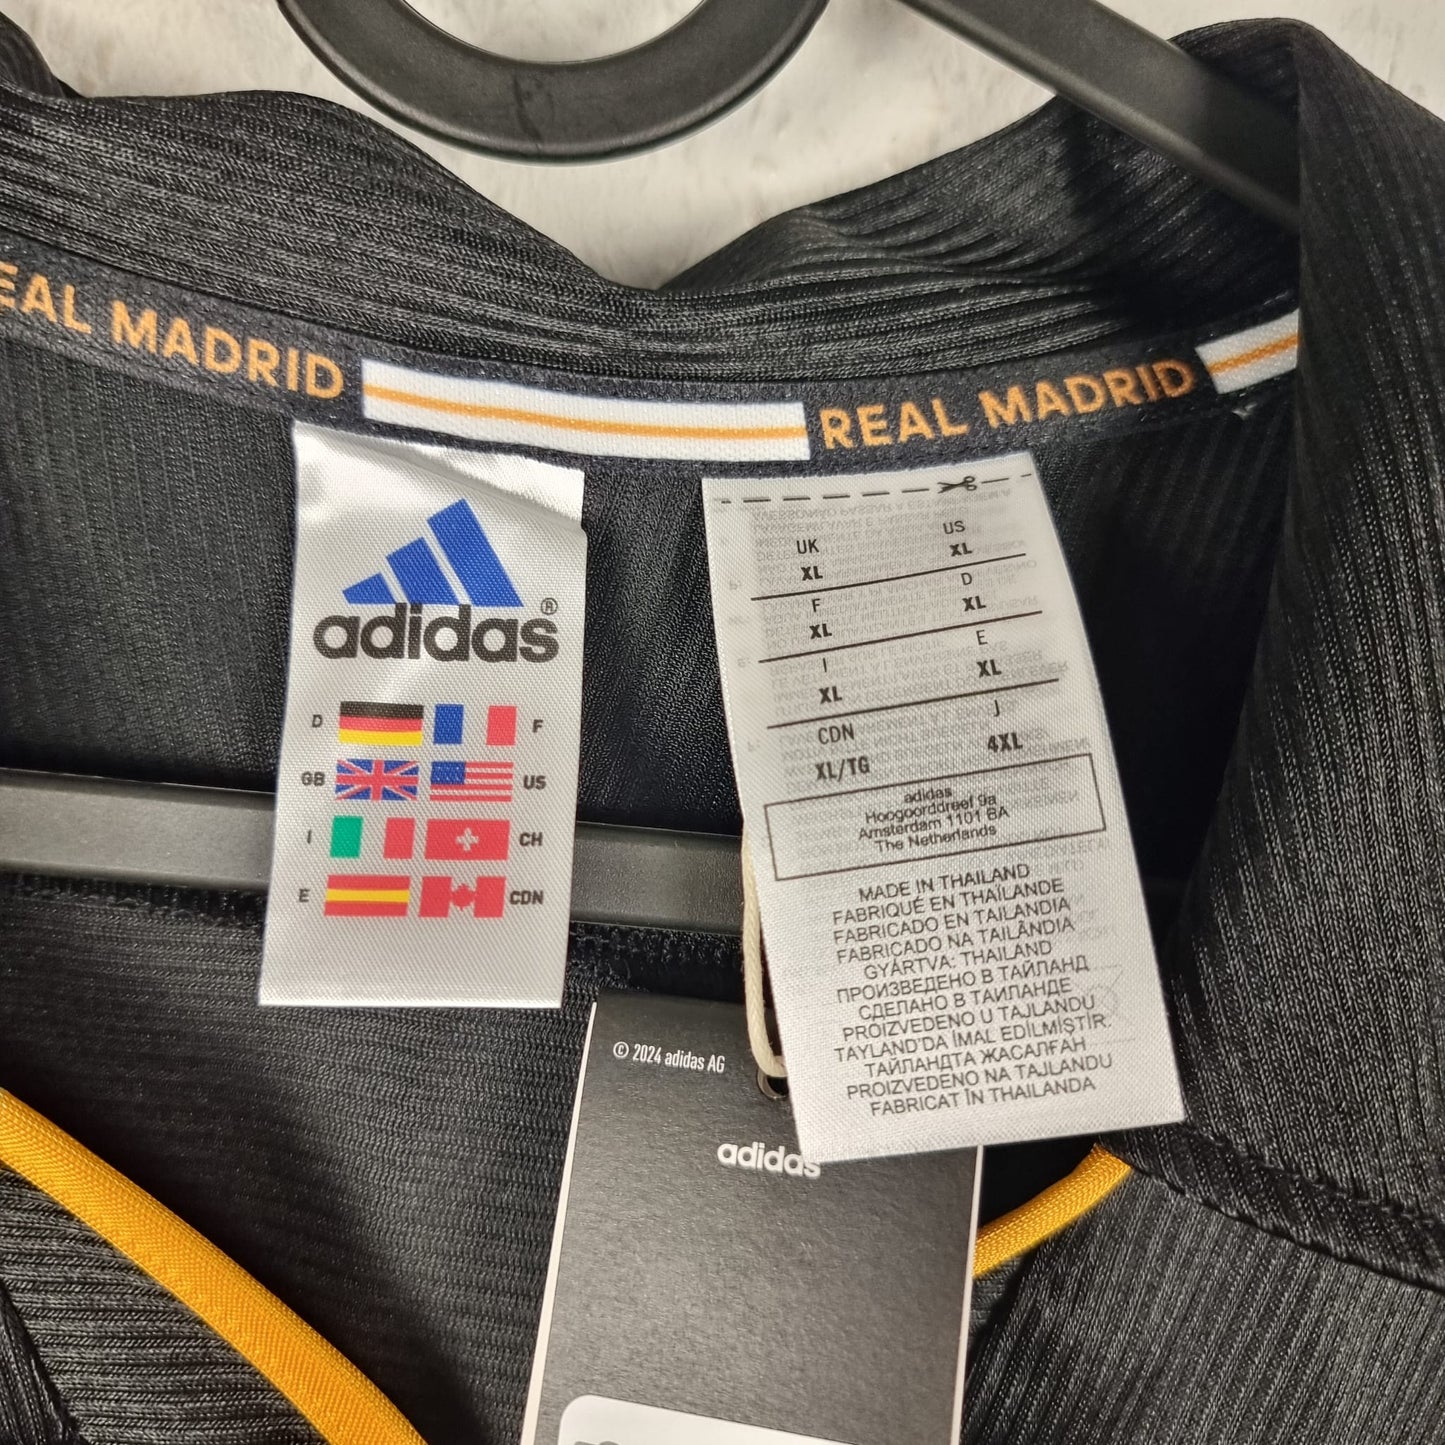 EAL MADRID
REAL MADRID
adidas®
D F
GB US
I CH
E CDN
UK US
XL XL
F D
XL XL
I E
XL XL
CDN J
XL/TG 4XL
adidas
Hoogoorddreef 9a
Amsterdam 1101 BA
The Netherlands
MADE IN THAILAND
FABRIQUÉ EN THAÏLANDE
FABRICADO EN TAILANDIA
FABRICADO NA TAILÂNDIA
GYÁRTVA: THAILAND
ПРОИЗВЕДЕНО В ТАЙЛАНД
СДЕЛАНО В ТАИЛАНДЕ
PROIZVEDENO U TAJLANDU
TAYLAND'DA İMAL EDİLMİŞTİR.
ТАЙЛАНДТА ЖАСАЛҒАН
PROIZVEDENO NA TAJLANDU
FABRICAT ÎN THAILANDA
© 2024 adidas AG
adidas